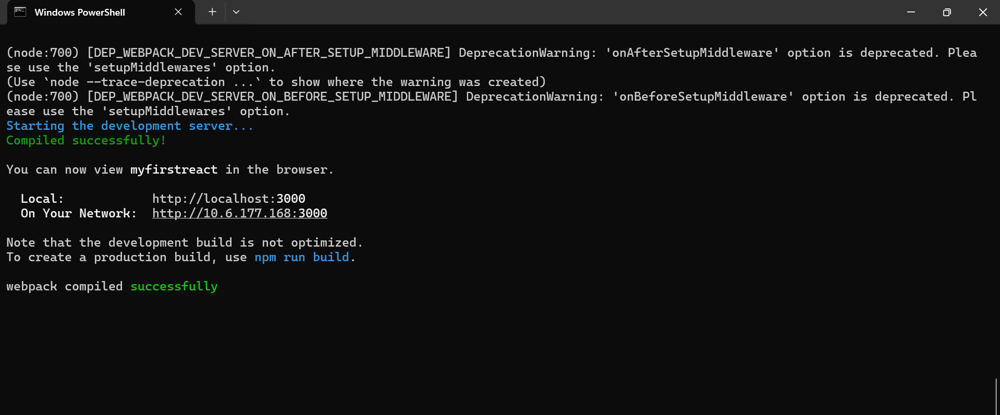 Windows PowerShell
(node:700) [DEP_WEBPACK_DEV_SERVER_ON_AFTER_SETUP_MIDDLEWARE] DeprecationWarning: 'onAfterSetupMiddleware' option is deprecated. Plea
se use the 'setupMiddlewares' option.
(Use `node --trace-deprecation ...` to show where the warning was created)
(node:700) [DEP_WEBPACK_DEV_SERVER_ON_BEFORE_SETUP_MIDDLEWARE] DeprecationWarning: 'onBeforeSetupMiddleware' option is deprecated. Pl
ease use the 'setupMiddlewares' option.
Starting the development server...
Compiled successfully!
You can now view myfirstreact in the browser.
Local: http://localhost:3000
On Your Network: http://10.6.177.168:3000
Note that the development build is not optimized.
To create a production build, use npm run build.
webpack compiled successfully